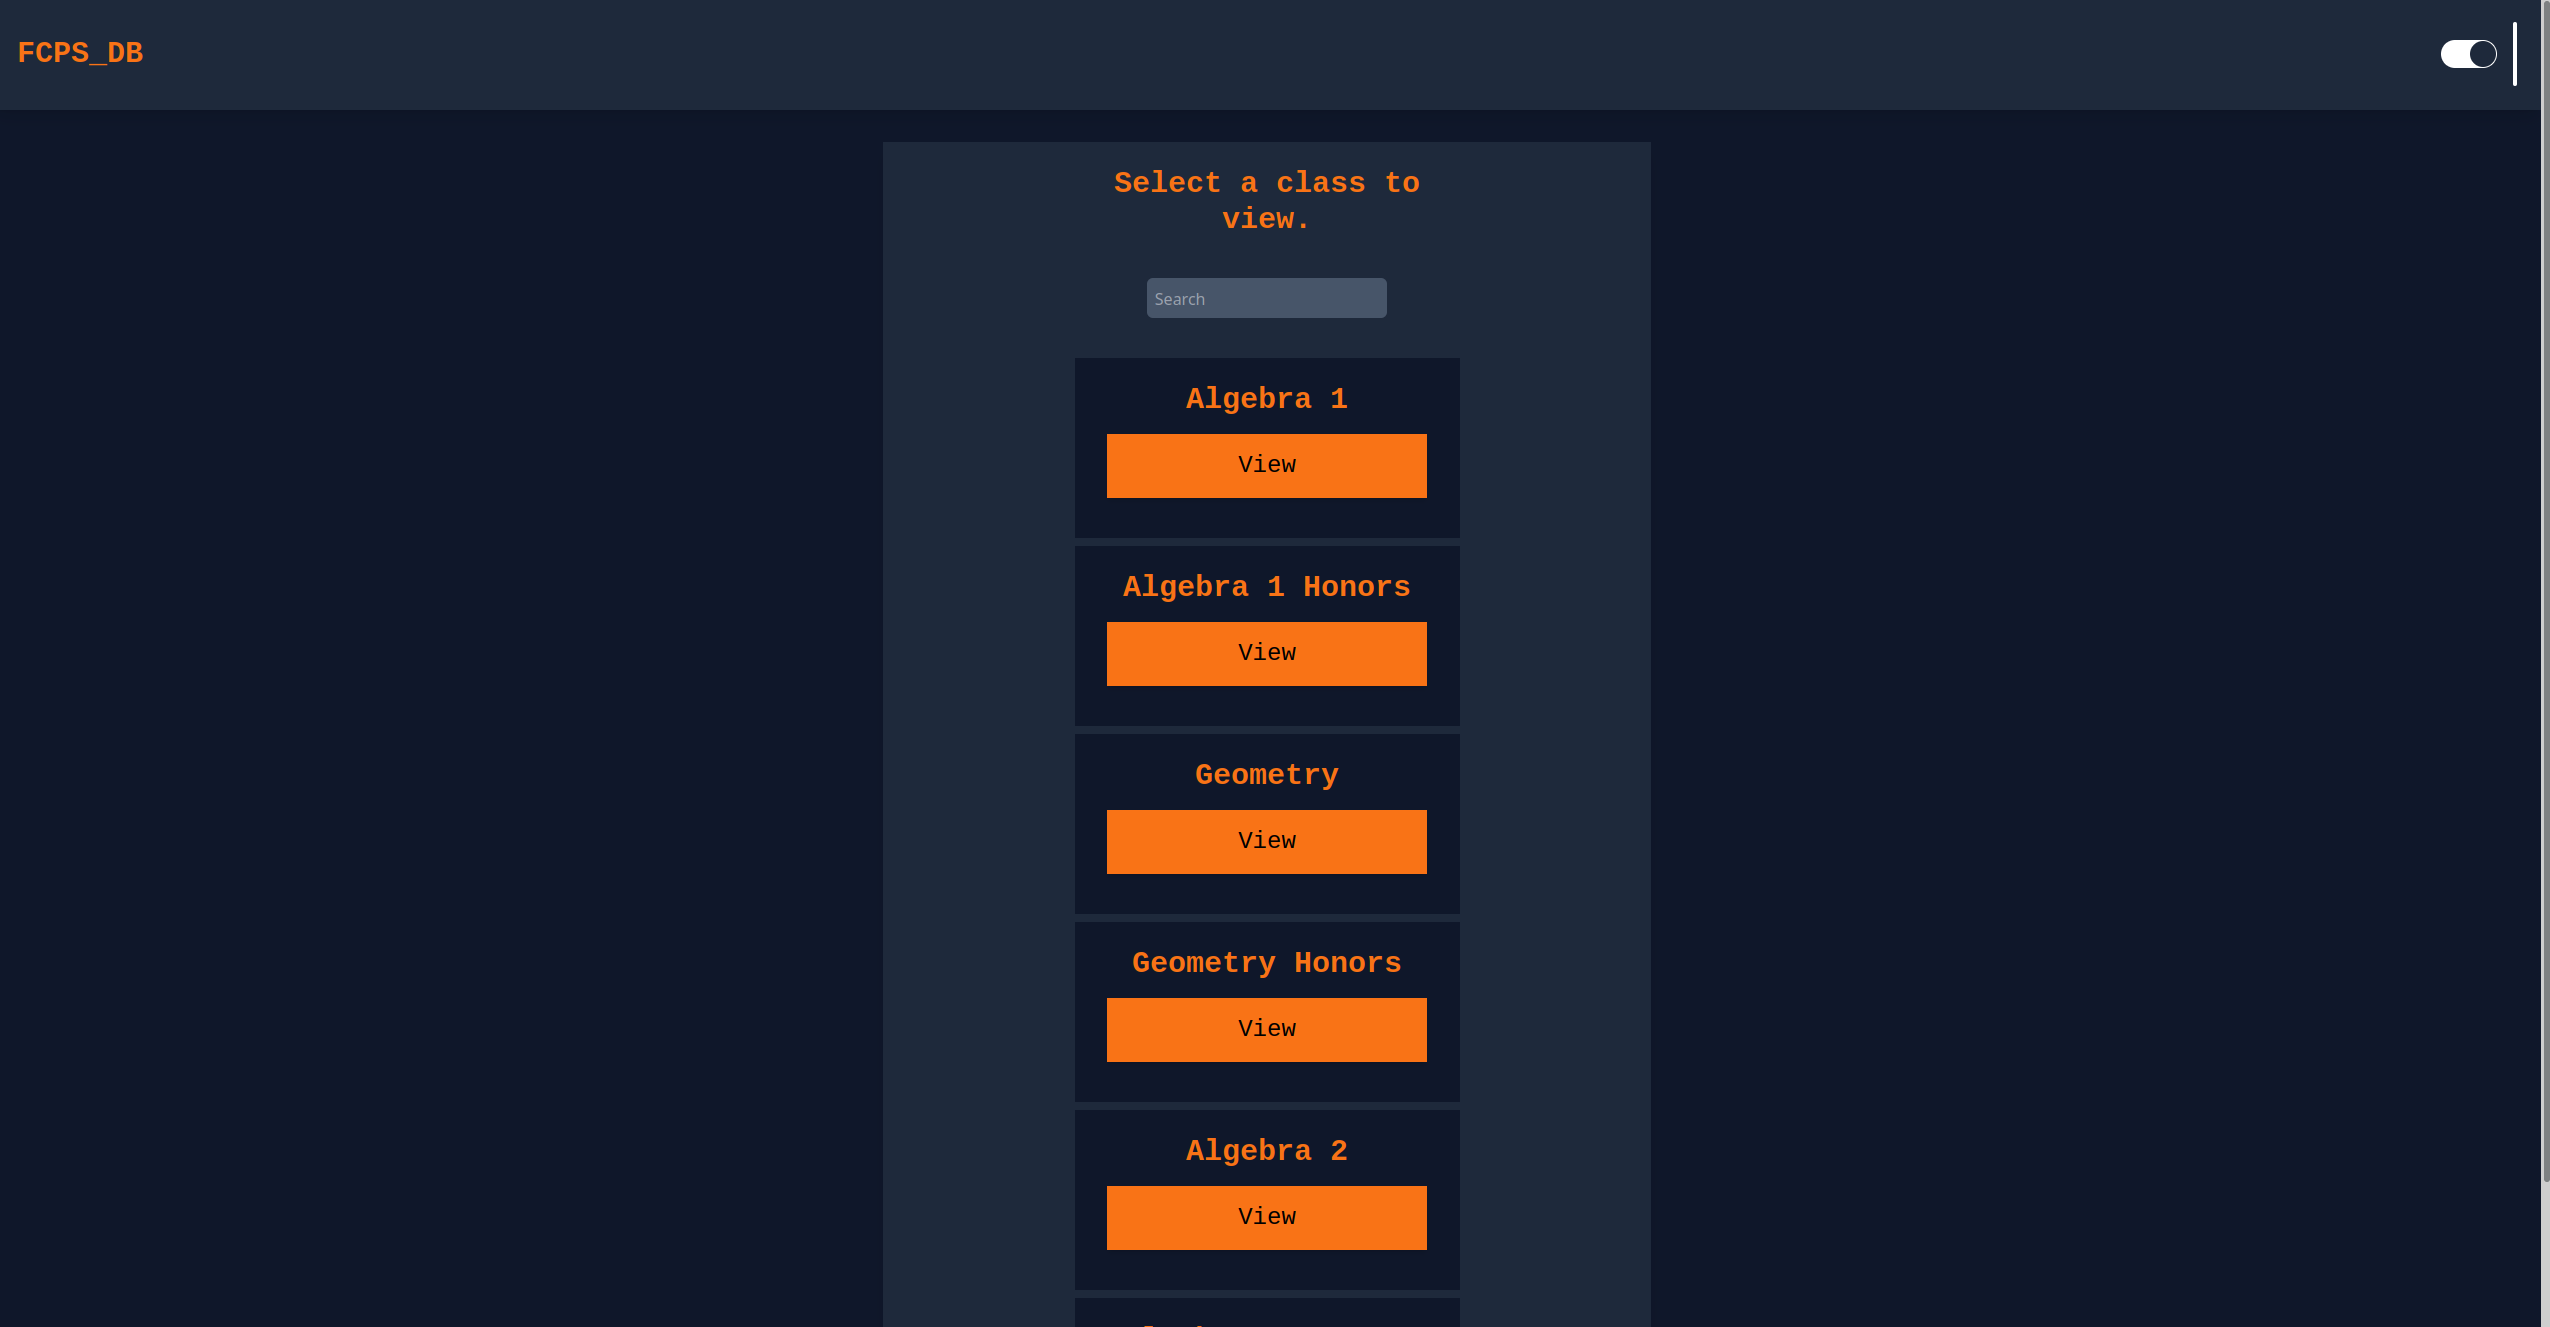 FCPS_DB
Select a class to
view.
Search
Algebra 1
View
Algebra 1 Honors
View
Geometry
View
Geometry Honors
View
Algebra 2
View